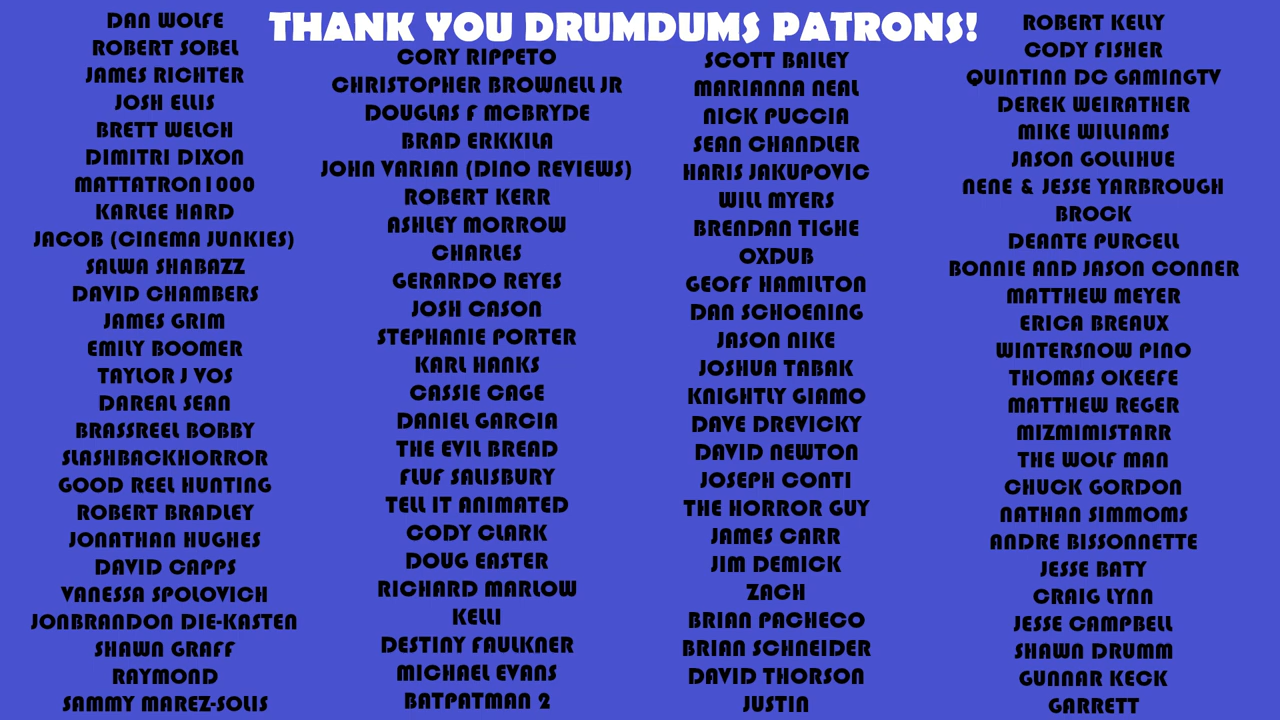 THANK YOU DRUMDUMS PATRONS!
DAN WOLFE
ROBERT SOBEL
JAMES RICHTER
JOSH ELLIS
BRETT WELCH
DIMITRI DIXON
MATTATRON1000
KARLEE HARD
JACOB (CINEMA JUNKIES)
SALWA SHABAZZ
DAVID CHAMBERS
JAMES GRIM
EMILY BOOMER
TAYLOR J VOS
DAREAL SEAN
BRASSREEL BOBBY
SLASHBACKHORROR
GOOD REEL HUNTING
ROBERT BRADLEY
JONATHAN HUGHES
DAVID CAPPS
VANESSA SPOLOVICH
JONBRANDON DIE-KASTEN
SHAWN GRAFF
RAYMOND
SAMMY MAREZ-SOLIS
CORY RIPPETO
CHRISTOPHER BROWNELL JR
DOUGLAS F MCBRYDE
BRAD ERKKILA
JOHN VARIAN (DINO REVIEWS)
ROBERT KERR
ASHLEY MORROW
CHARLES
GERARDO REYES
JOSH CASON
STEPHANIE PORTER
KARL HANKS
CASSIE CAGE
DANIEL GARCIA
THE EVIL BREAD
FLUF SALISBURY
TELL IT ANIMATED
CODY CLARK
DOUG EASTER
RICHARD MARLOW
KELLI
DESTINY FAULKNER
MICHAEL EVANS
BATPATMAN 2
SCOTT BAILEY
MARIANNA NEAL
NICK PUCCIA
SEAN CHANDLER
HARIS JAKUPOVIC
WILL MYERS
BRENDAN TIGHE
OXDUB
GEOFF HAMILTON
DAN SCHOENING
JASON NIKE
JOSHUA TABAK
KNIGHTLY GIAMO
DAVE DREVICKY
DAVID NEWTON
JOSEPH CONTI
THE HORROR GUY
JAMES CARR
JIM DEMICK
ZACH
BRIAN PACHECO
BRIAN SCHNEIDER
DAVID THORSON
JUSTIN
ROBERT KELLY
CODY FISHER
QUINTINN DC GAMINGTV
DEREK WEIRATHER
MIKE WILLIAMS
JASON GOLLIHUE
NENE & JESSE YARBROUGH
BROCK
DEANTE PURCELL
BONNIE AND JASON CONNER
MATTHEW MEYER
ERICA BREAUX
WINTERSNOW PINO
THOMAS OKEEFE
MATTHEW REGER
MIZMIMISTARR
THE WOLF MAN
CHUCK GORDON
NATHAN SIMMOMS
ANDRE BISSONNETTE
JESSE BATY
CRAIG LYNN
JESSE CAMPBELL
SHAWN DRUMM
GUNNAR KECK
GARRETT